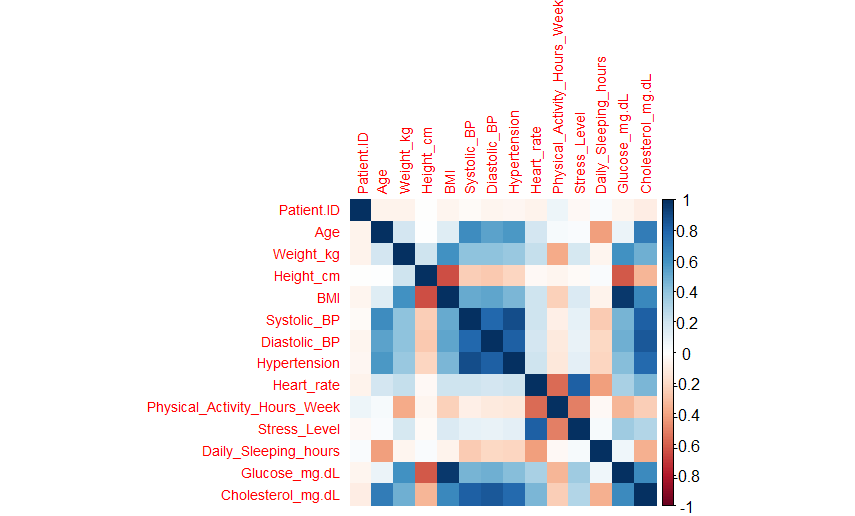 Patient.ID
Age
Weight_kg
Height_cm
BMI
Systolic_BP
Diastolic_BP
Hypertension
Heart_rate
Physical_Activity_Hours_Week
Stress_Level
Daily_Sleeping_hours
Glucose_mg.dL
Cholesterol_mg.dL
Patient.ID
Age
Weight_kg
Height_cm
BMI
Systolic_BP
Diastolic_BP
Hypertension
Heart_rate
Physical_Activity_Hours_Week
Stress_Level
Daily_Sleeping_hours
Glucose_mg.dL
Cholesterol_mg.dL
1
0.8
0.6
0.4
0.2
0
-0.2
-0.4
-0.6
-0.8
-1